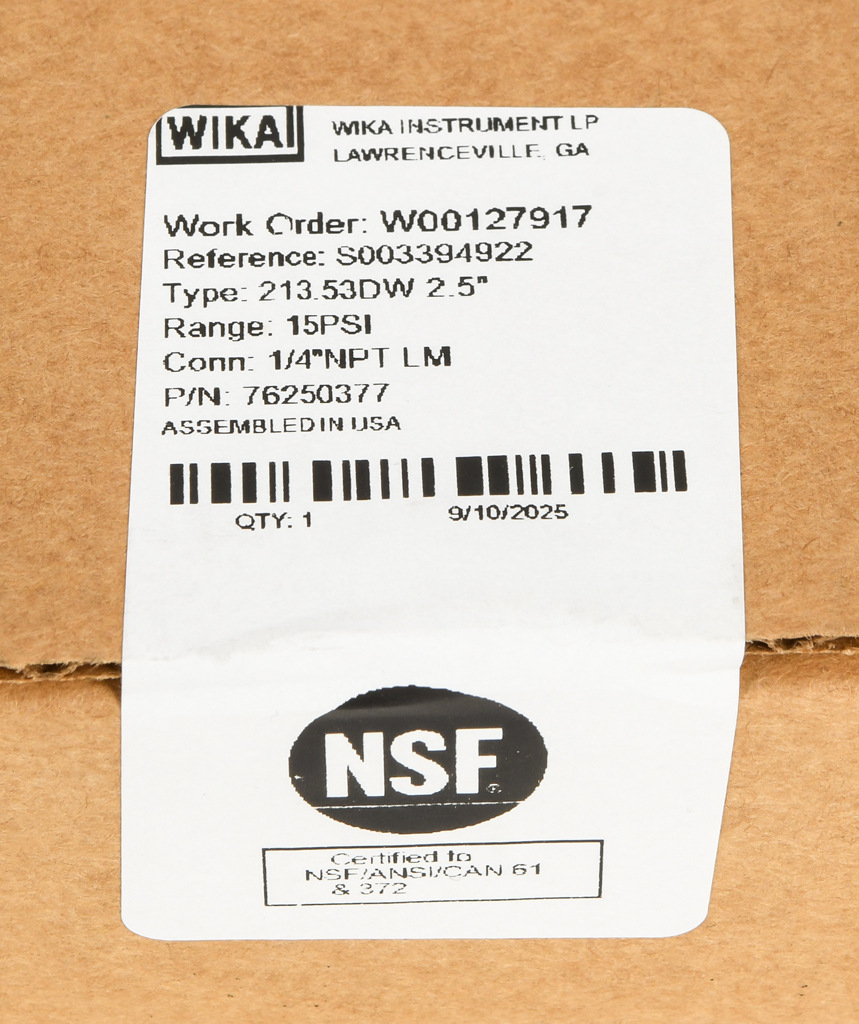 WIKA
WIKA INSTRUMENT LP
LAWRENCEVILLE, GA
Work Order: W00127917
Reference: S003394922
Type: 213.53DW 2.5"
Range: 15PSI
Conn: 1/4"NPT LM
P/N: 76250377
ASSEMBLED IN USA
QTY: 1 9/10/2025
NSF®
Certified to
NSF/ANSI/CAN 61
& 372